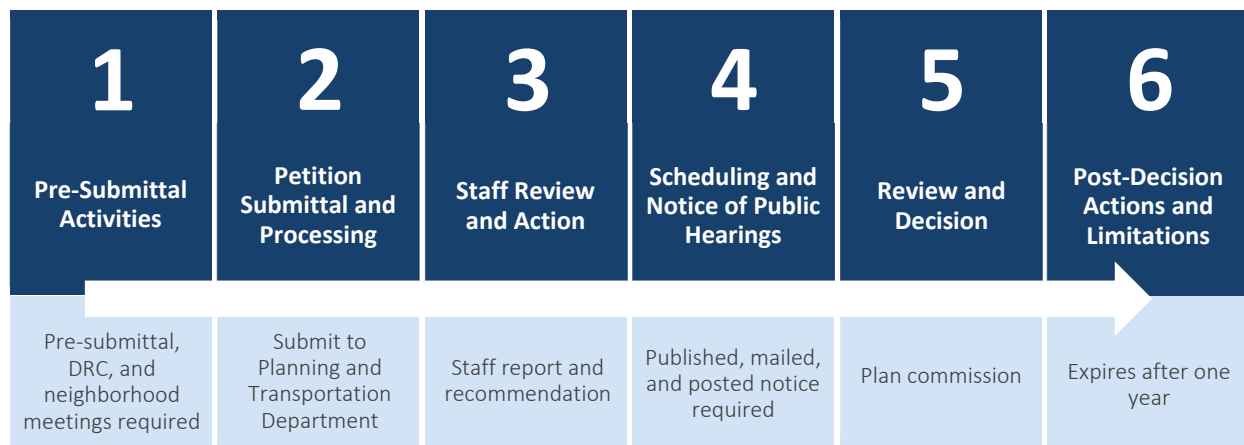 1
Pre-Submittal
Activities
Pre-submittal,
DRC, and
neighborhood
meetings required
2
Petition
Submittal and
Processing
Submit to
Planning and
Transportation
Department
3
Staff Review
and Action
Staff report and
recommendation
4
Scheduling and
Notice of Public
Hearings
Published, mailed,
and posted notice
required
5
Review and
Decision
Plan commission
6
Post-Decision
Actions and
Limitations
Expires after one
year